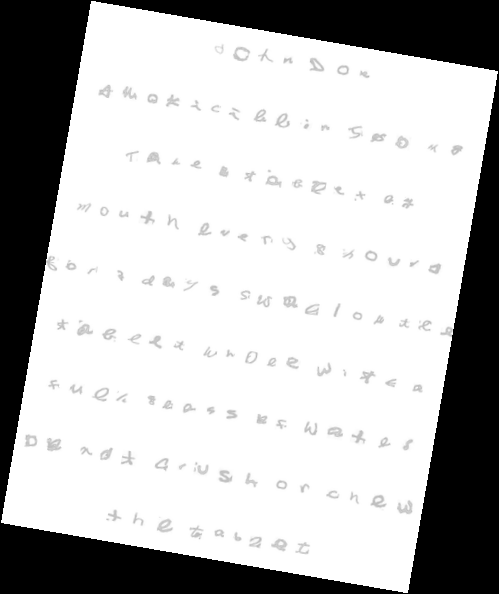 JOhn DOe
Amoxicillin 500 mg
Take tablet by
mouth every 8 hours
for 7 days swallow the
tablet whole with a
full glass of water
Do not crush or chew
the tablet